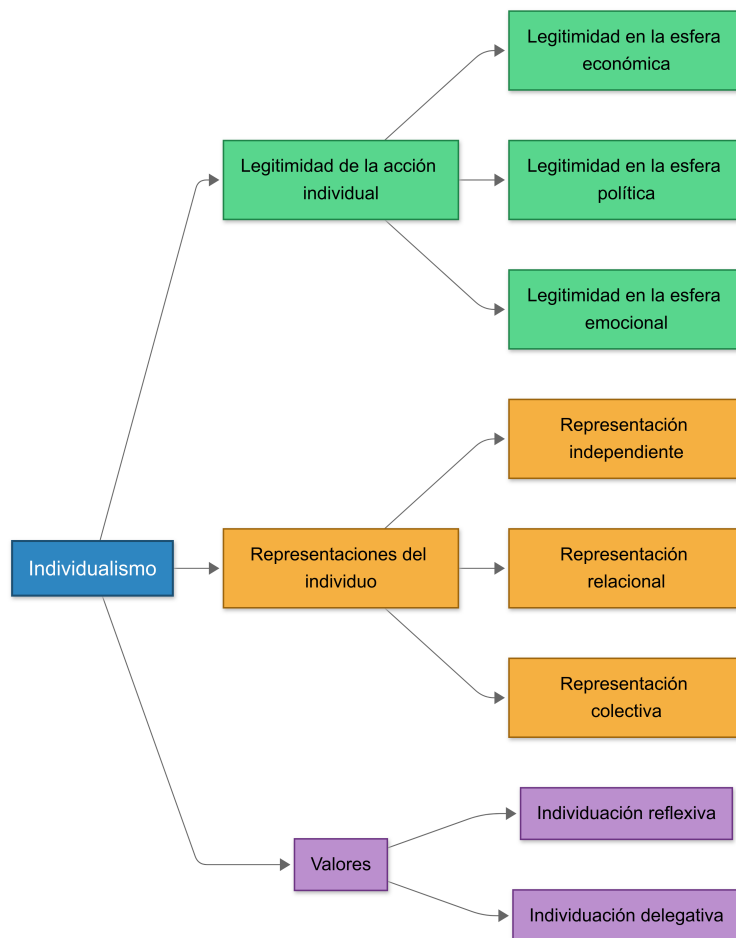 Individualismo
Legitimidad de la acción
individual
Legitimidad en la esfera
económica
Legitimidad en la esfera
política
Legitimidad en la esfera
emocional
Representaciones del
individuo
Representación
independiente
Representación
relacional
Representación
colectiva
Valores
Individuación reflexiva
Individuación delegativa